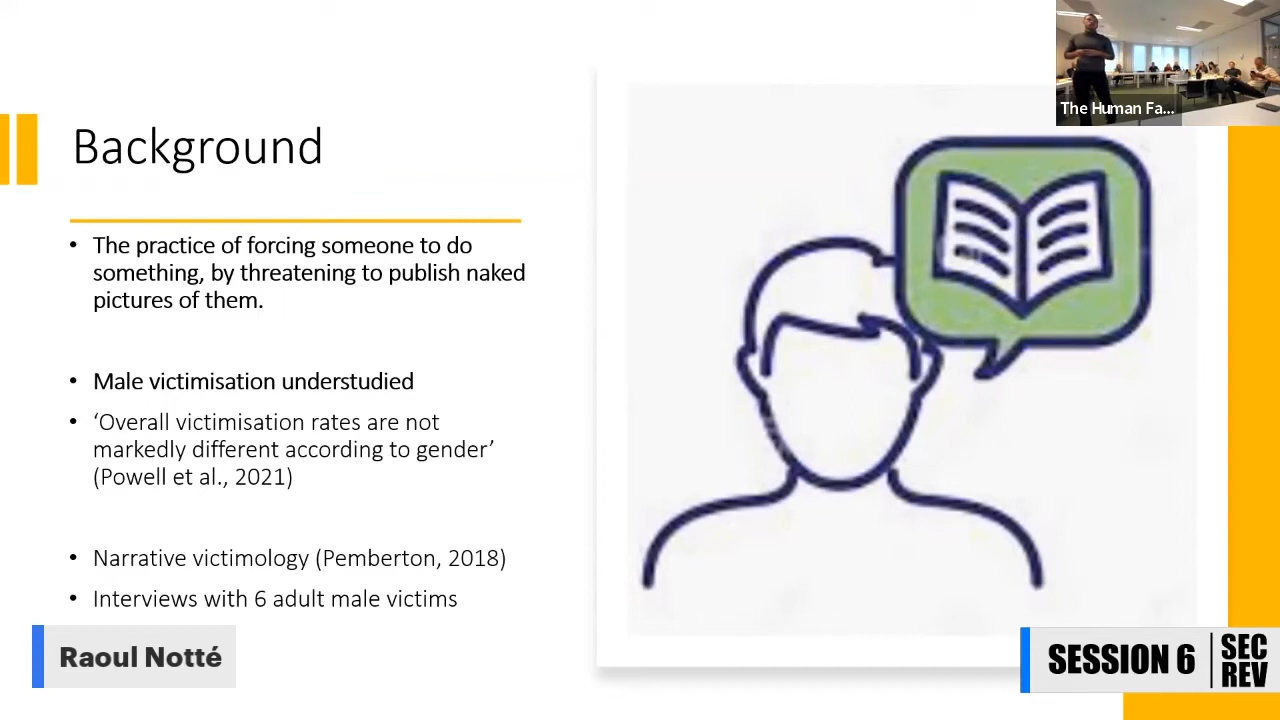 The Human Fa...
Background
• The practice of forcing someone to do
something, by threatening to publish naked
pictures of them.
• Male victimisation understudied
• ‘Overall victimisation rates are not
markedly different according to gender’
(Powell et al., 2021)
• Narrative victimology (Pemberton, 2018)
• Interviews with 6 adult male victims
Raoul Notté
SESSION 6
SEC
REV